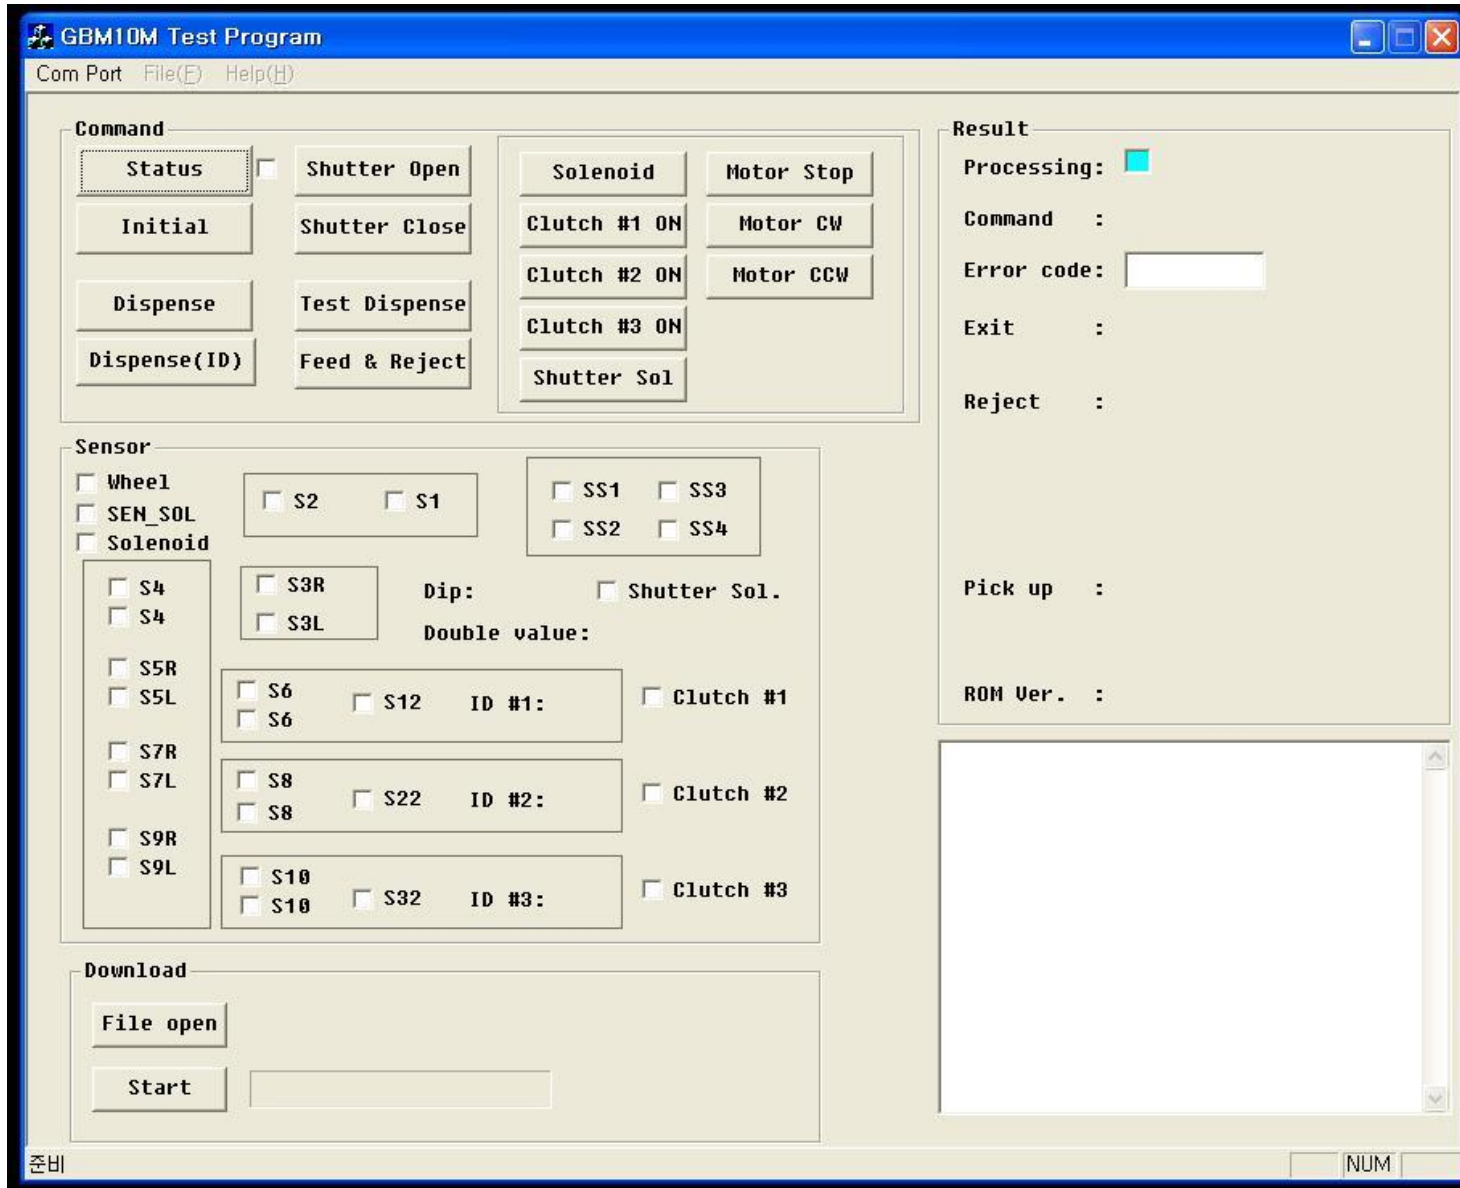 GBM10M Test Program
Com Port File(F) Help(H)
Command
Status
Shutter Open
Initial
Shutter Close
Dispense
Test Dispense
Dispense(ID)
Feed & Reject
Solenoid
Motor Stop
Clutch #1 ON
Motor CW
Clutch #2 ON
Motor CCW
Clutch #3 ON
Shutter Sol
Result
Processing:
Command :
Error code:
Exit :
Reject :
Pick up :
ROM Ver. :
Sensor
Wheel
SEN_SOL
Solenoid
S2 S1
SS1 SS3
SS2 SS4
S4
S4
S5R
S5L
S7R
S7L
S9R
S9L
S3R
S3L
Dip:
Shutter Sol.
Double value:
S6
S6
S12 ID #1:
Clutch #1
S8
S8
S22 ID #2:
Clutch #2
S10
S10
S32 ID #3:
Clutch #3
Download
File open
Start
준비
NUM